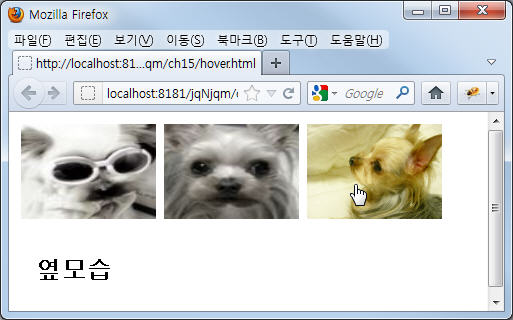 Mozilla Firefox
파일(F) 편집(E) 보기(V) 이동(S) 북마크(B) 도구(T) 도움말(H)
http://localhost:81...qm/ch15/hover.html
localhost:8181/jqNjqm/ Google
옆모습